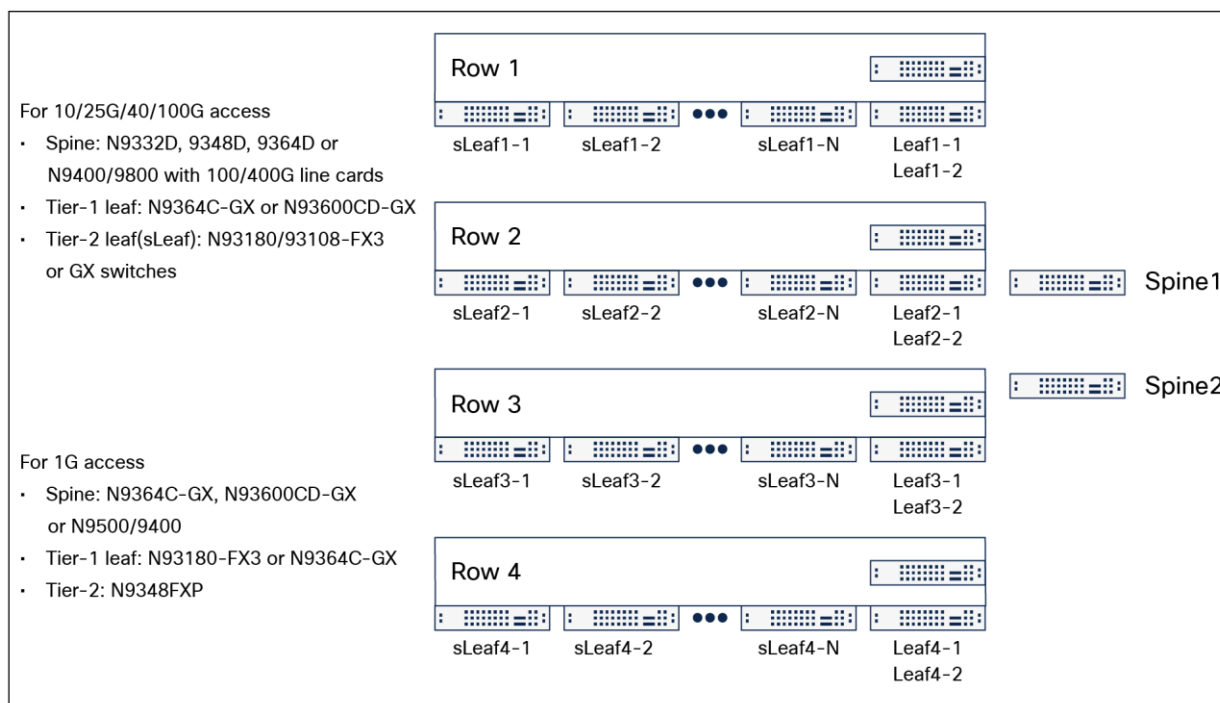 For 10/25G/40/100G access
· Spine: N9332D, 9348D, 9364D or
N9400/9800 with 100/400G line cards
· Tier-1 leaf: N9364C-GX or N93600CD-GX
· Tier-2 leaf(sLeaf): N93180/93108-FX3
or GX switches
For 1G access
· Spine: N9364C-GX, N93600CD-GX
or N9500/9400
· Tier-1 leaf: N93180-FX3 or N9364C-GX
· Tier-2: N9348FXP
Row 1
sLeaf1-1 sLeaf1-2 sLeaf1-N Leaf1-1
Leaf1-2
Row 2
sLeaf2-1 sLeaf2-2 sLeaf2-N Leaf2-1
Leaf2-2
Row 3
sLeaf3-1 sLeaf3-2 sLeaf3-N Leaf3-1
Leaf3-2
Row 4
sLeaf4-1 sLeaf4-2 sLeaf4-N Leaf4-1
Leaf4-2
Spine1
Spine2